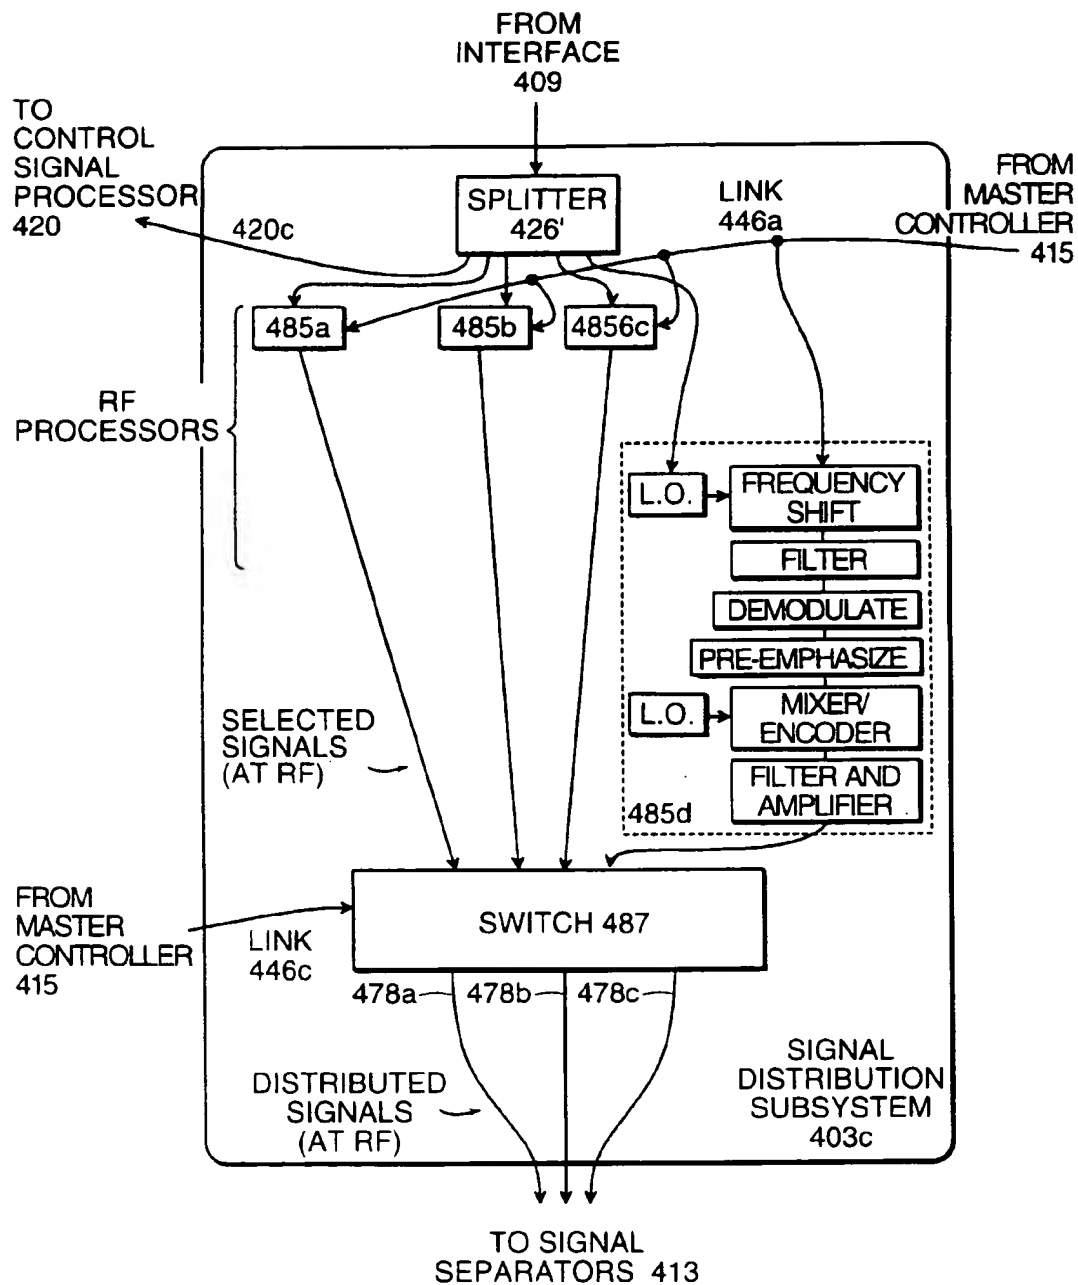 FROM
INTERFACE
409
TO
CONTROL
SIGNAL
PROCESSOR
420
420c
SPLITTER
426'
LINK
446a
FROM
MASTER
CONTROLLER
415
485a
485b
4856c
RF
PROCESSORS
L.O.
FREQUENCY
SHIFT
FILTER
DEMODULATE
PRE-EMPHASIZE
L.O.
MIXER/
ENCODER
FILTER AND
AMPLIFIER
485d
SELECTED
SIGNALS
(AT RF)
FROM
MASTER
CONTROLLER
415
LINK
446c
SWITCH 487
478a
478b
478c
DISTRIBUTED
SIGNALS
(AT RF)
SIGNAL
DISTRIBUTION
SUBSYSTEM
403c
TO SIGNAL
SEPARATORS 413